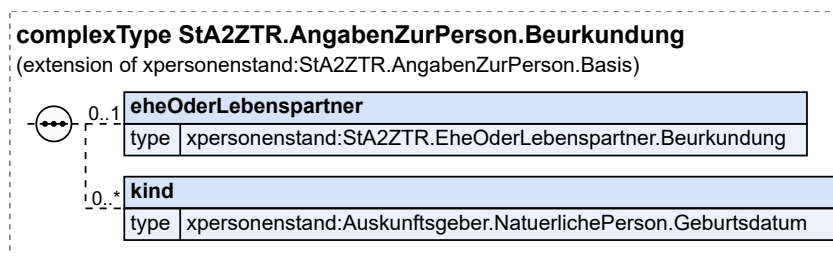 complexType StA2ZTR.AngabenZurPerson.Beurkundung
(extension of xpersonenstand:StA2ZTR.AngabenZurPerson.Basis)
0..1 eheOderLebenspartner
type xpersonenstand:StA2ZTR.EheOderLebenspartner.Beurkundung
0..* kind
type xpersonenstand:Auskunftsgeber.NatuerlichePerson.Geburtsdatum